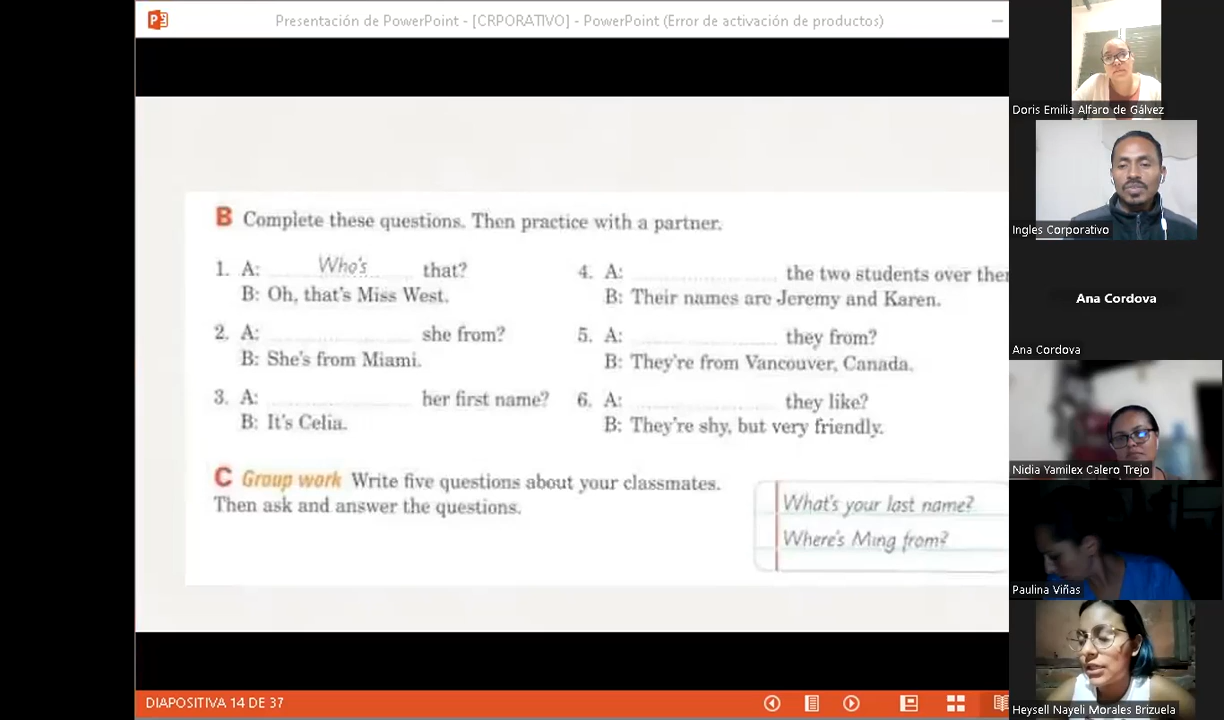 Presentación de PowerPoint - [CRPORATIVO] - PowerPoint (Error de activación de productos)
B Complete these questions. Then practice with a partner.
1. A: Who's that?
B: Oh, that's Miss West.
2. A: she from?
B: She's from Miami.
3. A: her first name?
B: It's Celia.
4. A: the two students over
B: Their names are Jeremy and Karen.
5. A: they from?
B: They're from Vancouver, Canada.
6. A: they like?
B: They're shy, but very friendly.
C Group work Write five questions about your classmates.
Then ask and answer the questions.
What's your last name?
Where's Ming from?
DIAPOSITIVA 14 DE 37
Doris Emilia Alfaro de Gálvez
Ingles Corporativo
Ana Cordova
Ana Cordova
Nidia Yamilex Calero Trejo
Paulina Viñas
Heysell Nayeli Morales Brizuela